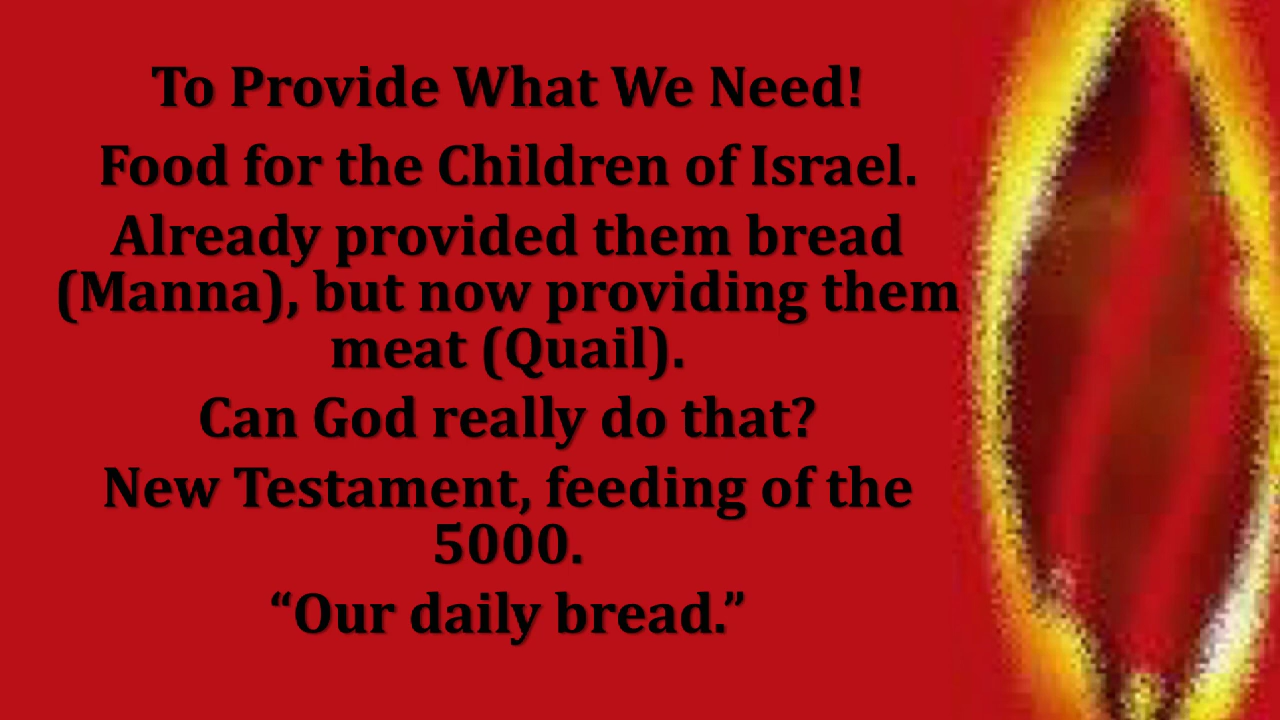 To Provide What We Need!
Food for the Children of Israel.
Already provided them bread
(Manna), but now providing them
meat (Quail).
Can God really do that?
New Testament, feeding of the
5000.
“Our daily bread.”